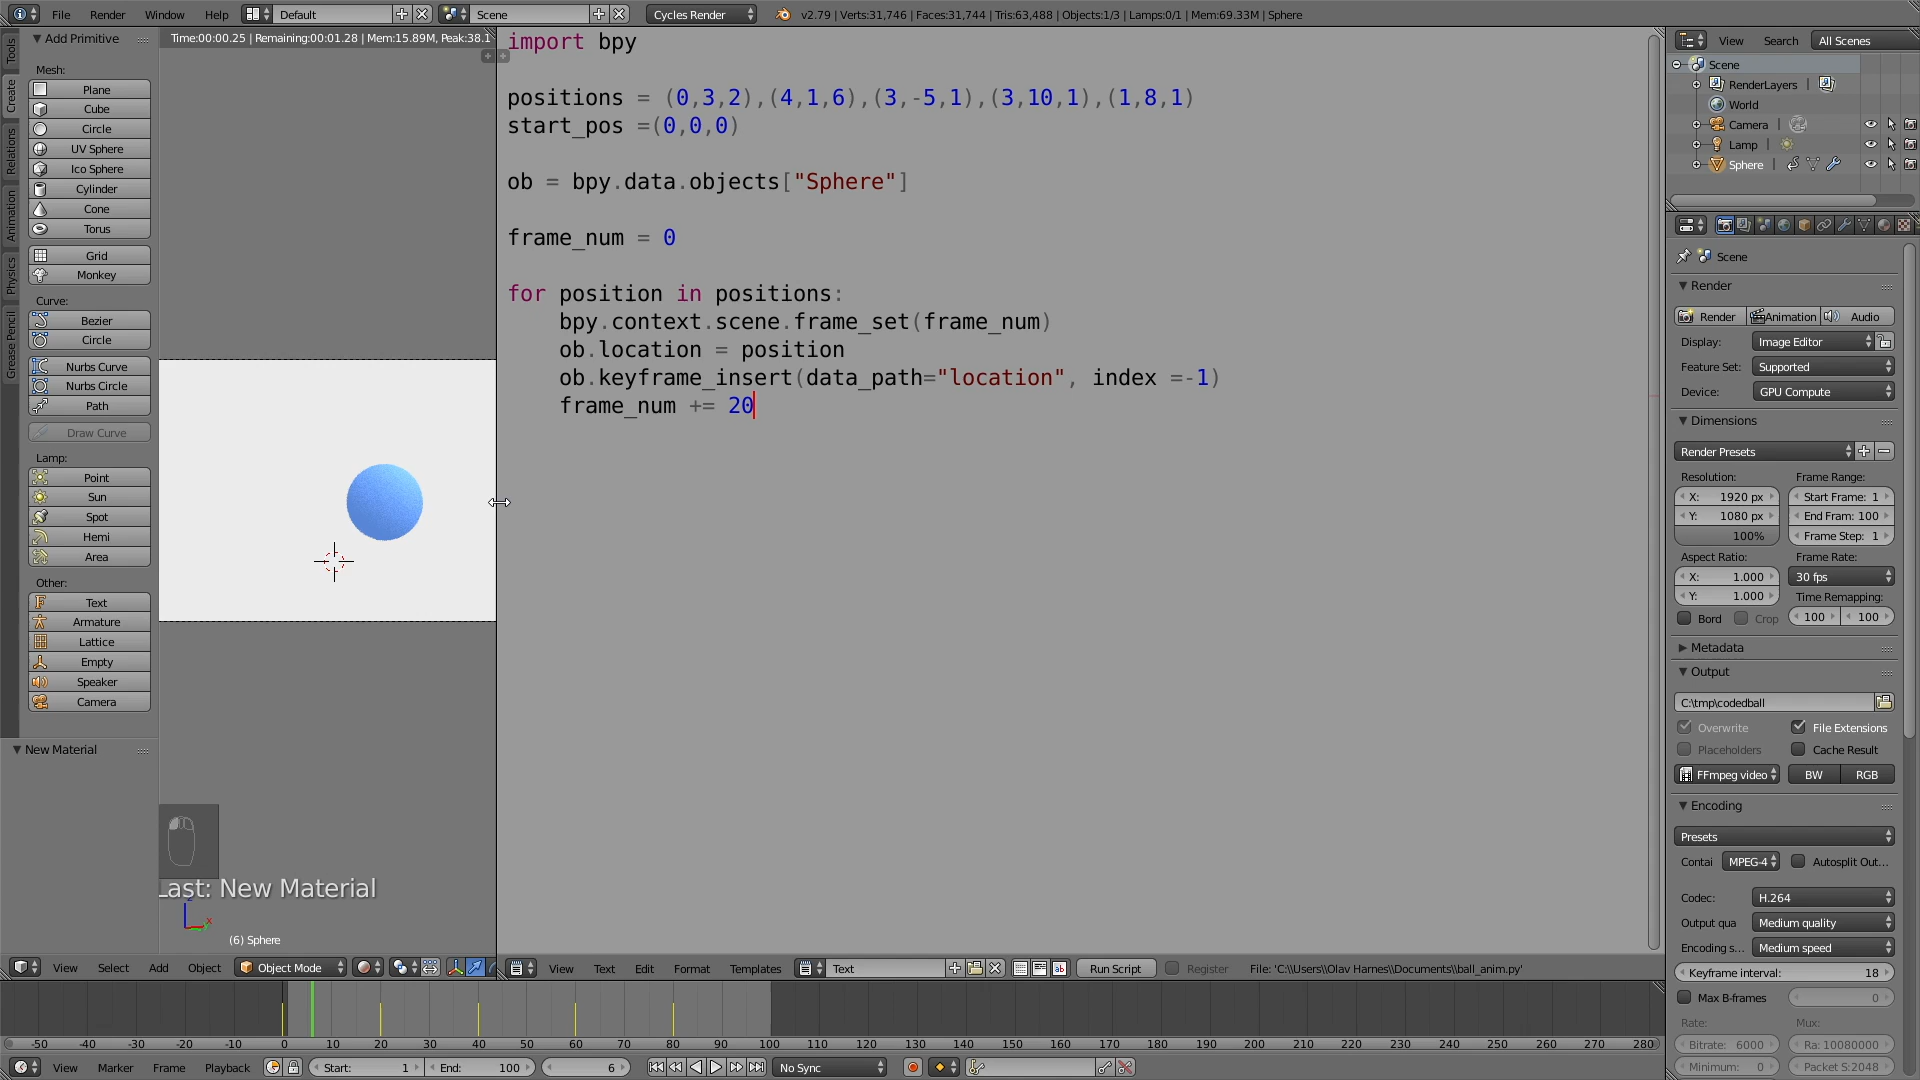 File Render Window Help Default Scene Cycles Render v2.79 | Verts:31,746 | Faces:31,744 | Tris:63,488 | Objects:1/3 | Lamps:0/1 | Mem:69.33M | Sphere
Tools
Create
Relations
Animation
Physics
Grease Pencil
Add Primitive
Mesh:
Plane
Cube
Circle
UV Sphere
Ico Sphere
Cylinder
Cone
Torus
Grid
Monkey
Curve:
Bezier
Circle
Nurbs Curve
Nurbs Circle
Path
Draw Curve
Lamp:
Point
Sun
Spot
Hemi
Area
Other:
Text
Armature
Lattice
Empty
Speaker
Camera
New Material
Time:00:00.25 | Remaining:00:01.28 | Mem:15.89M, Peak:38.1
Last: New Material
x
(6) Sphere
View Select Add Object Object Mode
import bpy
positions = (0,3,2),(4,1,6),(3,-5,1),(3,10,1),(1,8,1)
start_pos =(0,0,0)
ob = bpy.data.objects["Sphere"]
frame_num = 0
for position in positions:
bpy.context.scene.frame_set(frame_num)
ob.location = position
ob.keyframe_insert(data_path="location", index =-1)
frame_num += 20
View Text Edit Format Templates Text Run Script Register File: 'C:\\Users\\Olav Harnes\\Documents\\ball_anim.py'
View Search All Scenes
Scene
RenderLayers
World
Camera
Lamp
Sphere
Scene
Render
Render Animation Audio
Display: Image Editor
Feature Set: Supported
Device: GPU Compute
Dimensions
Render Presets
Resolution: Frame Range:
X: 1920 px Start Frame: 1
Y: 1080 px End Fram: 100
100% Frame Step: 1
Aspect Ratio: Frame Rate:
X: 1.000 30 fps
Y: 1.000 Time Remapping:
Bord Crop 100 100
Metadata
Output
C:\tmp\codedball
Overwrite File Extensions
Placeholders Cache Result
FFmpeg video BW RGB
Encoding
Presets
Contai MPEG-4 Autosplit Out...
Codec: H.264
Output qua Medium quality
Encoding s... Medium speed
Keyframe interval: 18
Max B-frames 0
Rate: Mux:
Bitrate: 6000 Ra: 10080000
Minimum: 0 Packet S:2048
-50 -40 -30 -20 -10 0 10 20 30 40 50 60 70 80 90 100 110 120 130 140 150 160 170 180 190 200 210 220 230 240 250 260 270 280
View Marker Frame Playback Start: 1 End: 100 6 No Sync